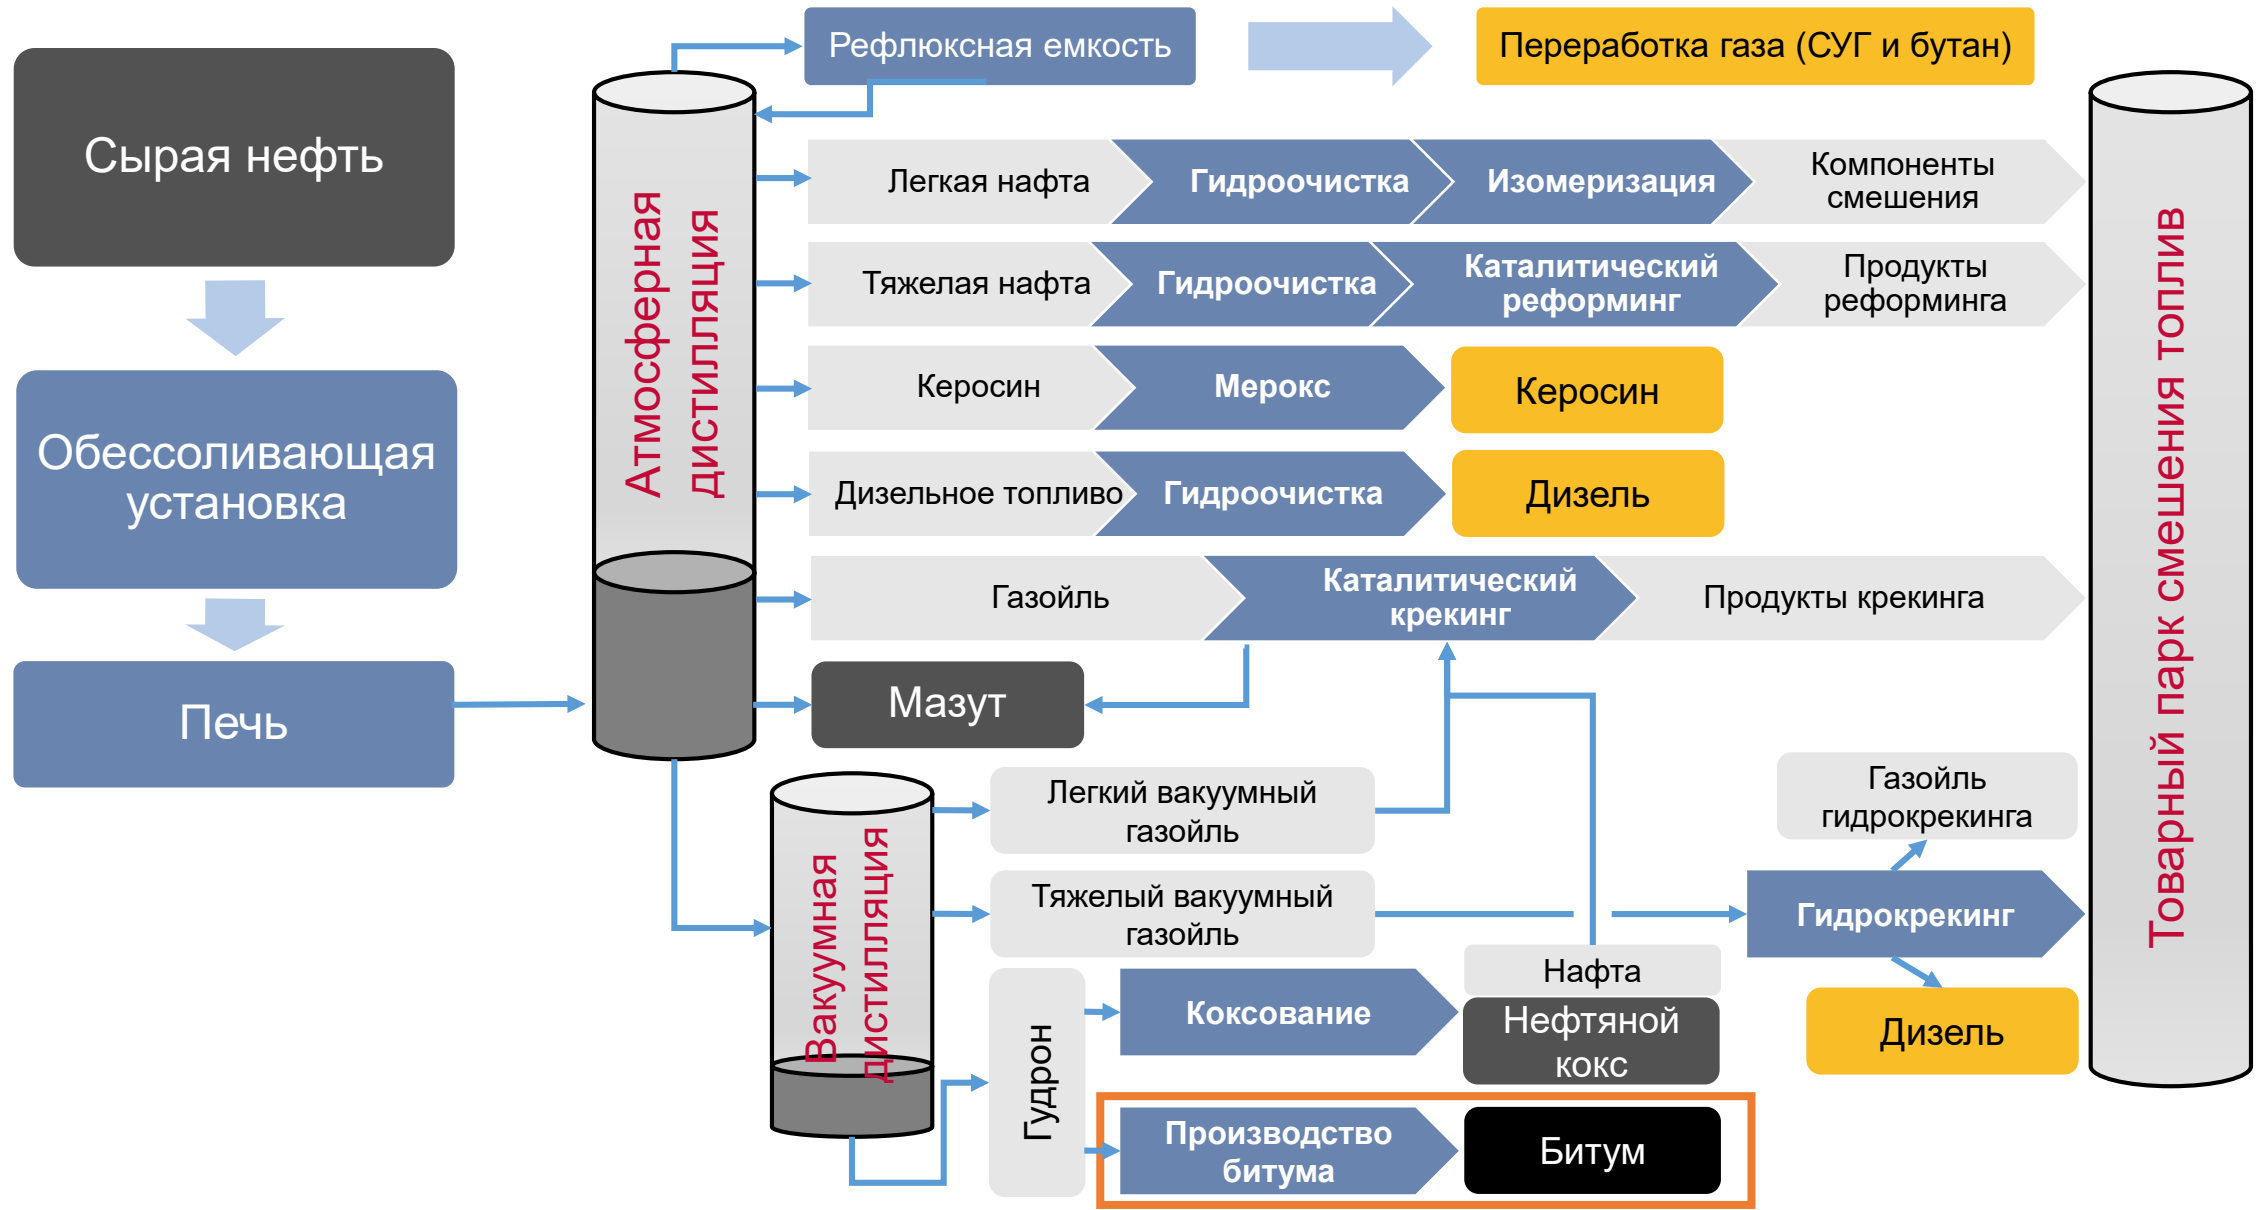 Рефлюксная емкость
Переработка газа (СУГ и бутан)
Сырая нефть
Обессоливающая
установка
Печь
Атмосферная
дистилляция
Легкая нафта
Гидроочистка
Изомеризация
Компоненты
смешения
Тяжелая нафта
Гидроочистка
Каталитический
реформинг
Продукты
реформинга
Керосин
Мерокс
Керосин
Дизельное топливо
Гидроочистка
Дизель
Газойль
Каталитический
крекинг
Продукты крекинга
Мазут
Вакуумная
дистилляция
Легкий вакуумный
газойль
Тяжелый вакуумный
газойль
Гудрон
Коксование
Нафта
Нефтяной
кокс
Производство
битума
Битум
Газойль
гидрокрекинга
Гидрокрекинг
Дизель
Товарный парк смешения топлив